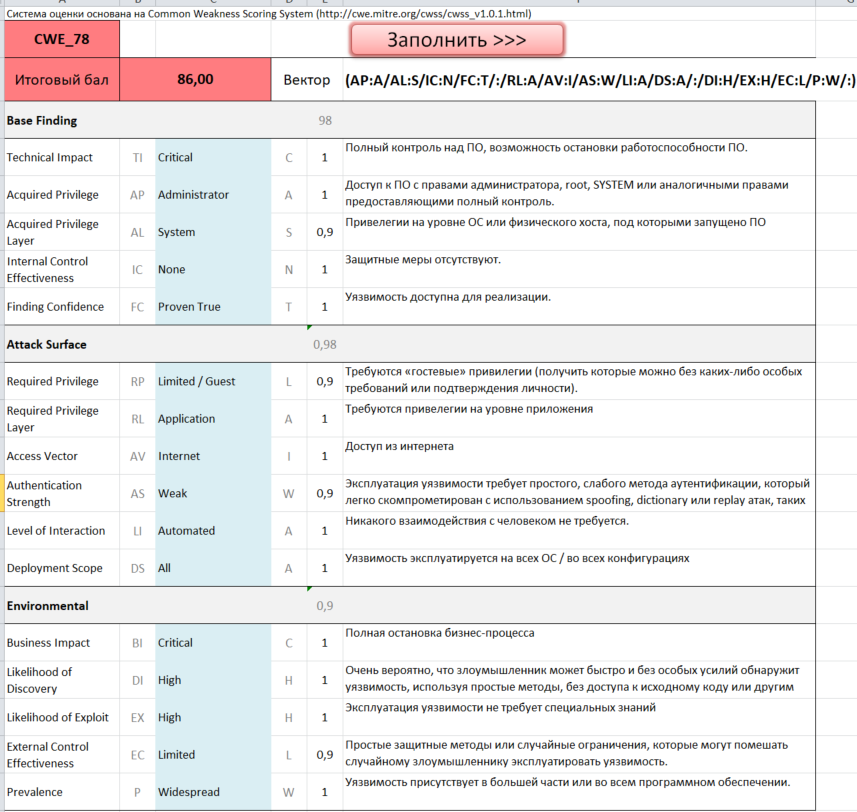 Система оценки основана на Common Weakness Scoring System (http://cwe.mitre.org/cwss/cwss_v1.0.1.html)
CWE_78
Заполнить >>>
Итоговый бал 86,00 Вектор (AP:A/AL:S/IC:N/FC:T/:/RL:A/AV:I/AS:W/LI:A/DS:A/:/DI:H/EX:H/EC:L/P:W/:)
Base Finding 98
Technical Impact TI Critical C 1 Полный контроль над ПО, возможность остановки работоспособности ПО.
Acquired Privilege AP Administrator A 1 Доступ к ПО с правами администратора, root, SYSTEM или аналогичными правами
предоставляющими полный контроль.
Acquired Privilege
Layer AL System S 0,9 Привелегии на уровне ОС или физического хоста, под которыми запущено ПО
Internal Control
Effectiveness IC None N 1 Защитные меры отсутствуют.
Finding Confidence FC Proven True T 1 Уязвимость доступна для реализации.
Attack Surface 0,98
Required Privilege RP Limited / Guest L 0,9 Требуются «гостевые» привилегии (получить которые можно без каких-либо особых
требований или подтверждения личности).
Required Privilege
Layer RL Application A 1 Требуются привелегии на уровне приложения
Access Vector AV Internet I 1 Доступ из интернета
Authentication
Strength AS Weak W 0,9 Эксплуатация уязвимости требует простого, слабого метода аутентификации, который
легко скомпрометирован с использованием spoofing, dictionary или replay атак, таких
Level of Interaction LI Automated A 1 Никакого взаимодействия с человеком не требуется.
Deployment Scope DS All A 1 Уязвимость эксплуатируется на всех ОС / во всех конфигурациях
Environmental 0,9
Business Impact BI Critical C 1 Полная остановка бизнес-процесса
Likelihood of
Discovery DI High H 1 Очень вероятно, что злоумышленник может быстро и без особых усилий обнаружит
уязвимость, используя простые методы, без доступа к исходному коду или другим
Likelihood of Exploit EX High H 1 Эксплуатация уязвимости не требует специальных знаний
External Control
Effectiveness EC Limited L 0,9 Простые защитные методы или случайные ограничения, которые могут помешать
случайному злоумышленнику эксплуатировать уязвимость.
Prevalence P Widespread W 1 Уязвимость присутствует в большей части или во всем программном обеспечении.